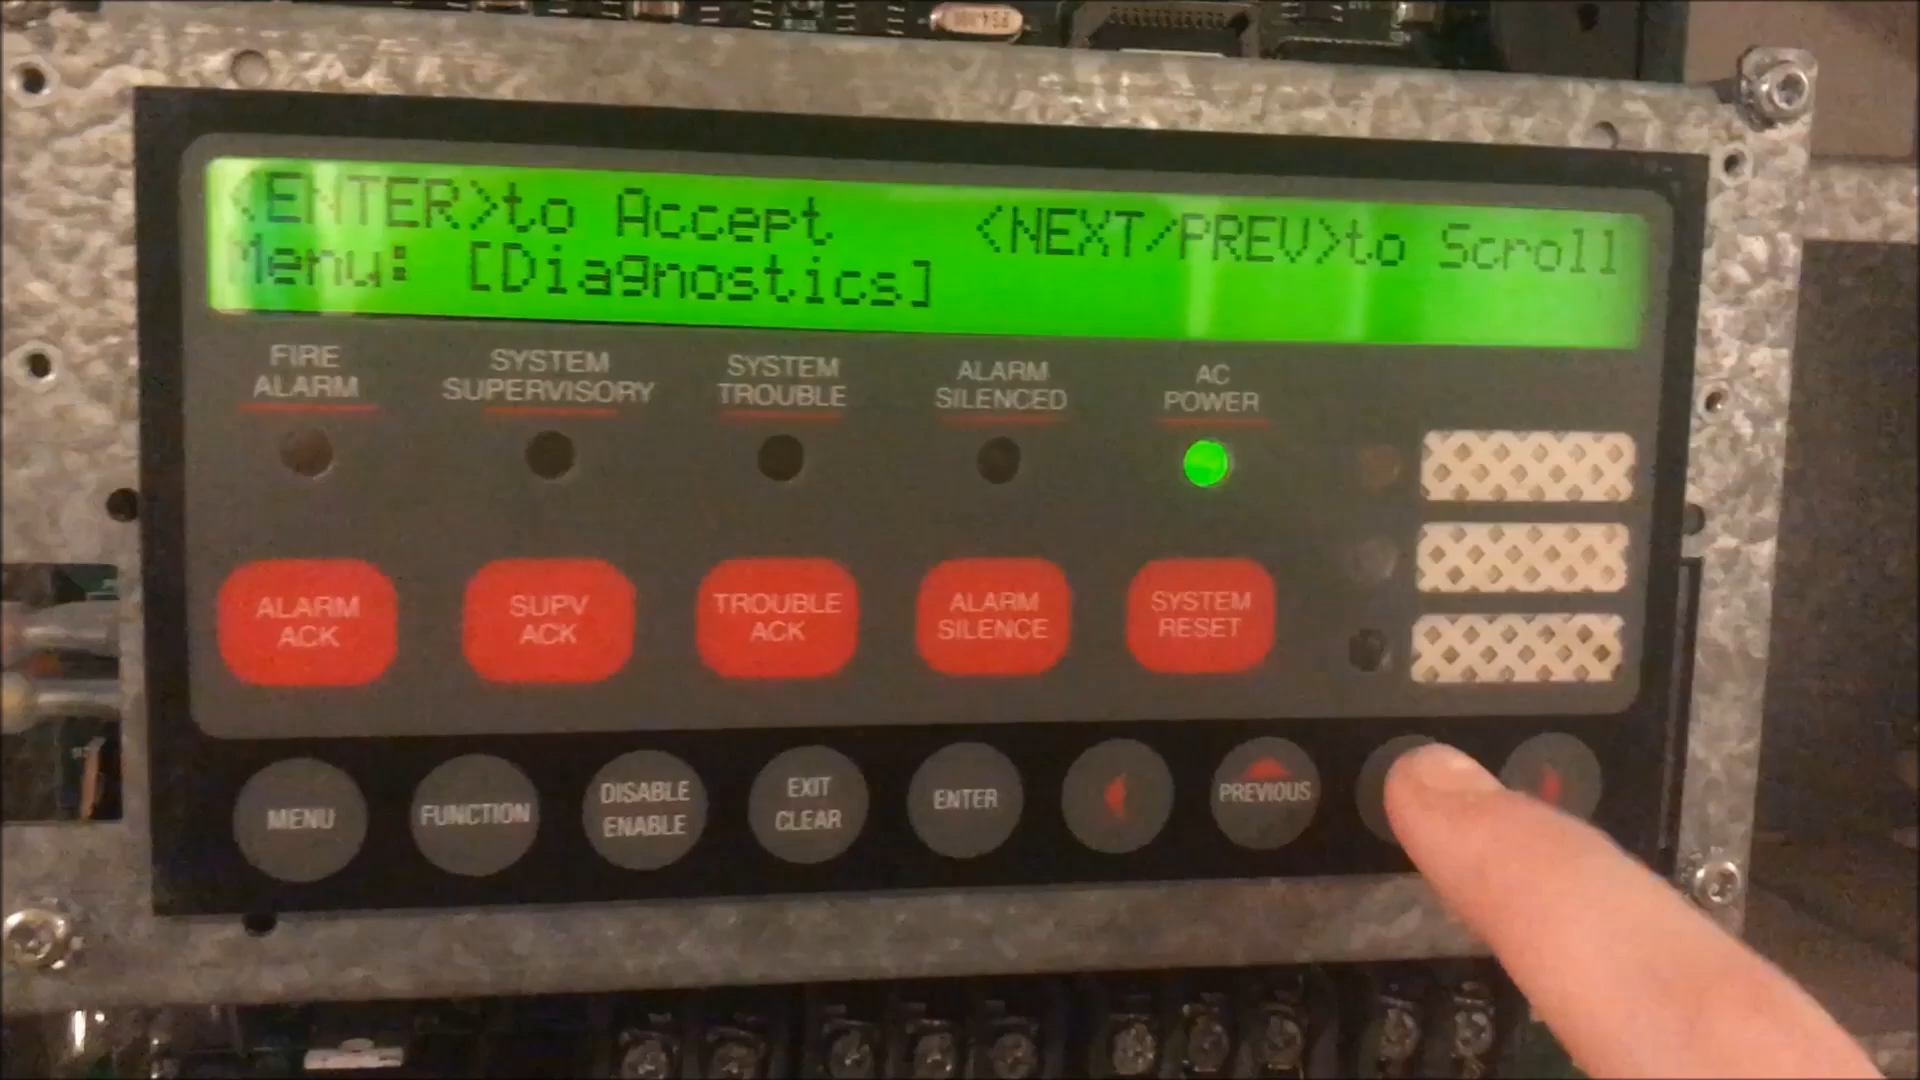 <ENTER>to Accept <NEXT/PREV>to Scroll
Menu: [Diagnostics]
FIRE
ALARM
SYSTEM
SUPERVISORY
SYSTEM
TROUBLE
ALARM
SILENCED
AC
POWER
ALARM
ACK
SUPV
ACK
TROUBLE
ACK
ALARM
SILENCE
SYSTEM
RESET
MENU
FUNCTION
DISABLE
ENABLE
EXIT
CLEAR
ENTER
PREVIOUS